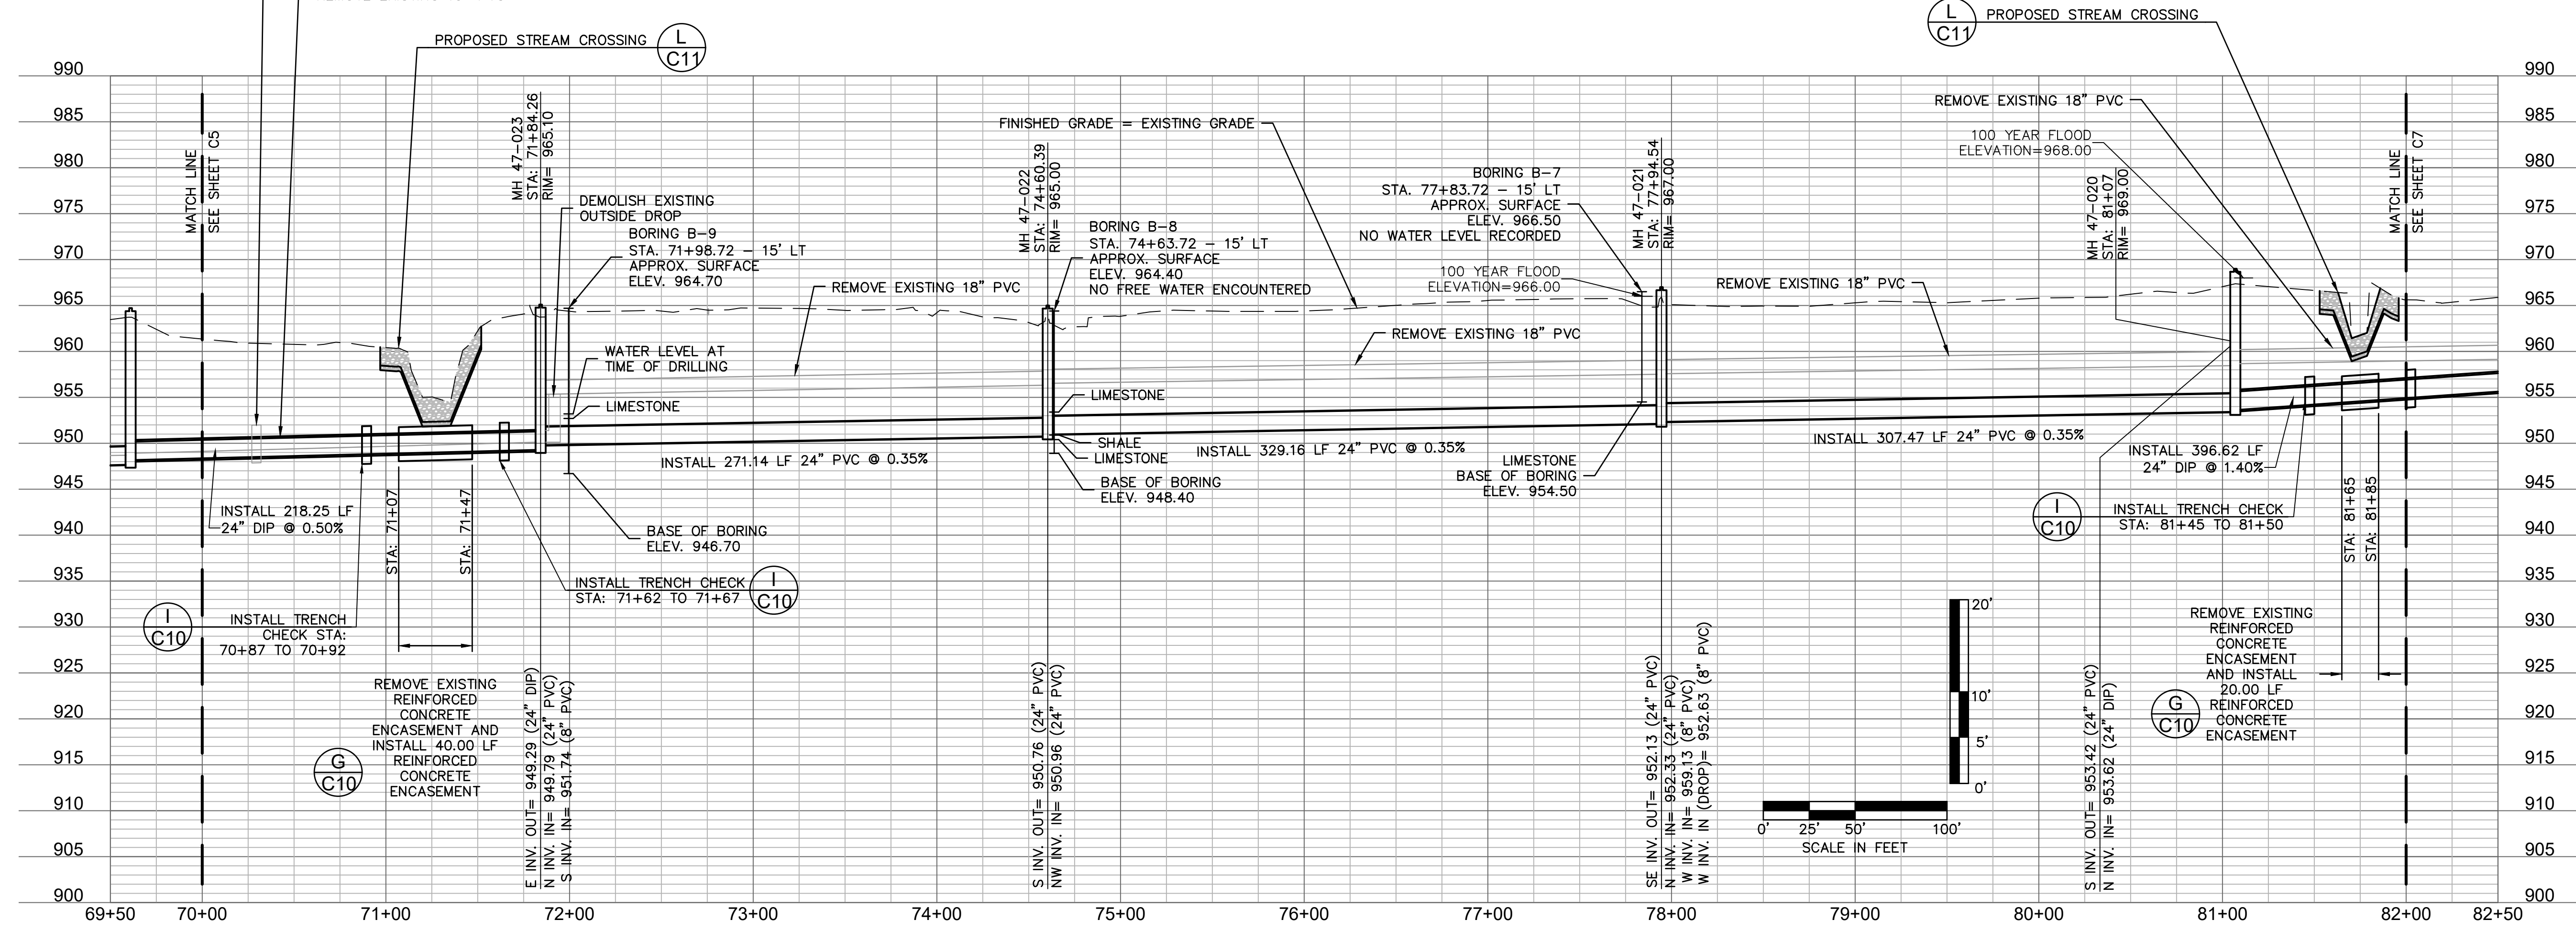 PROPOSED STREAM CROSSING
L
C11
L
C11
PROPOSED STREAM CROSSING
990
985
980
975
970
965
960
955
950
945
940
935
930
925
920
915
910
905
900
MATCH LINE
SEE SHEET C5
MH 47-023
STA: 71+84.26
RIM= 965.10
DEMOLISH EXISTING
OUTSIDE DROP
BORING B-9
STA. 71+98.72 - 15' LT
APPROX. SURFACE
ELEV. 964.70
REMOVE EXISTING 18" PVC
WATER LEVEL AT
TIME OF DRILLING
LIMESTONE
FINISHED GRADE = EXISTING GRADE
MH 47-022
STA: 74+60.39
RIM= 965.00
BORING B-8
STA. 74+63.72 - 15' LT
APPROX. SURFACE
ELEV. 964.40
NO FREE WATER ENCOUNTERED
REMOVE EXISTING 18" PVC
LIMESTONE
SHALE
LIMESTONE
BASE OF BORING
ELEV. 948.40
BORING B-7
STA. 77+83.72 - 15' LT
APPROX. SURFACE
ELEV. 966.50
NO WATER LEVEL RECORDED
100 YEAR FLOOD
ELEVATION=966.00
MH 47-021
STA: 77+94.54
RIM= 967.00
REMOVE EXISTING 18" PVC
REMOVE EXISTING 18" PVC
100 YEAR FLOOD
ELEVATION=968.00
MH 47-020
STA: 81+07
RIM= 969.00
MATCH LINE
SEE SHEET C7
INSTALL 271.14 LF 24" PVC @ 0.35%
INSTALL 329.16 LF 24" PVC @ 0.35%
INSTALL 307.47 LF 24" PVC @ 0.35%
LIMESTONE
BASE OF BORING
ELEV. 954.50
INSTALL 396.62 LF
24" DIP @ 1.40%
INSTALL 218.25 LF
24" DIP @ 0.50%
STA: 71+07
STA: 71+47
BASE OF BORING
ELEV. 946.70
INSTALL TRENCH CHECK
STA: 71+62 TO 71+67
I
C10
I
C10
INSTALL TRENCH
CHECK STA:
70+87 TO 70+92
I
C10
INSTALL TRENCH CHECK
STA: 81+45 TO 81+50
STA: 81+65
STA: 81+85
REMOVE EXISTING
REINFORCED
CONCRETE
ENCASEMENT AND
INSTALL 40.00 LF
REINFORCED
CONCRETE
ENCASEMENT
G
C10
E INV. OUT= 949.29 (24" DIP)
N INV. IN= 949.79 (24" PVC)
S INV. IN= 951.74 (8" PVC)
S INV. OUT= 950.76 (24" PVC)
NW INV. IN= 950.96 (24" PVC)
SE INV. OUT= 952.13 (24" PVC)
N INV. IN= 952.33 (24" PVC)
W INV. IN= 959.13 (8" PVC)
W INV. IN (DROP)= 952.63 (8" PVC)
20'
10'
5'
0'
0'
25'
50'
100'
SCALE IN FEET
S INV. OUT= 953.42 (24" PVC)
N INV. IN= 953.62 (24" DIP)
REMOVE EXISTING
REINFORCED
CONCRETE
ENCASEMENT
AND INSTALL
20.00 LF
REINFORCED
CONCRETE
ENCASEMENT
G
C10
990
985
980
975
970
965
960
955
950
945
940
935
930
925
920
915
910
905
900
69+50
70+00
71+00
72+00
73+00
74+00
75+00
76+00
77+00
78+00
79+00
80+00
81+00
82+00
82+50